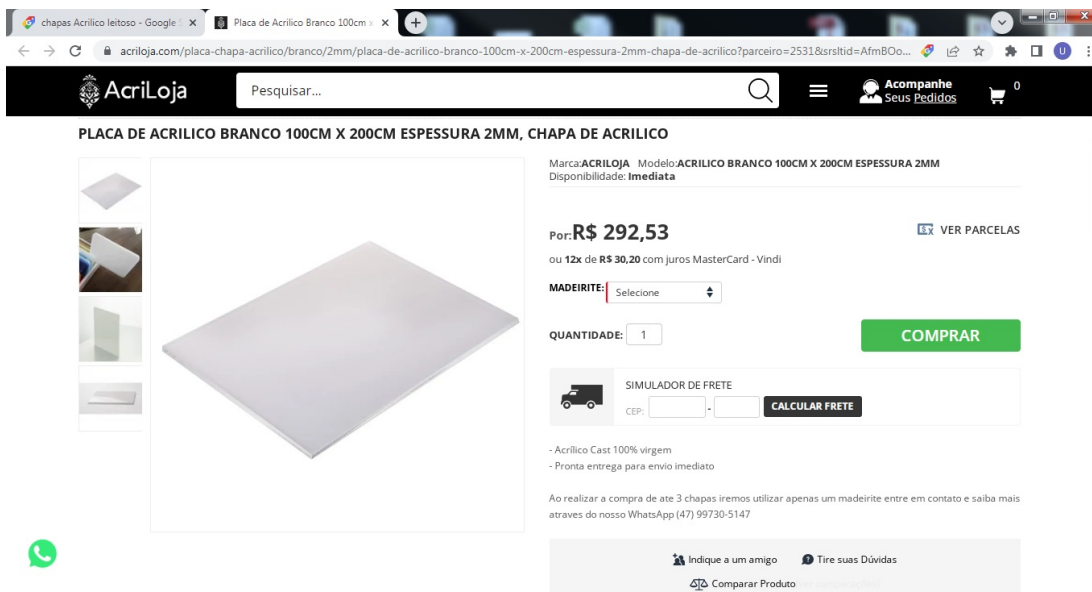 chapas Acrilico leitoso - Google
Placa de Acrilico Branco 100cm x
acriloja.com/placa-chapa-acrilico/branco/2mm/placa-de-acrilico-branco-100cm-x-200cm-espessura-2mm-chapa-de-acrilico?parceiro=2531&srsltid=AfmBOo...
U
AcriLoja
Pesquisar...
Acompanhe
Seus Pedidos
0
PLACA DE ACRILICO BRANCO 100CM X 200CM ESPESSURA 2MM, CHAPA DE ACRILICO
Marca:ACRILOJA Modelo:ACRILICO BRANCO 100CM X 200CM ESPESSURA 2MM
Disponibilidade: Imediata
Por:R$ 292,53
VER PARCELAS
ou 12x de R$ 30,20 com juros MasterCard - Vindi
MADEIRITE: Selecione
QUANTIDADE: 1
COMPRAR
SIMULADOR DE FRETE
CEP: - CALCULAR FRETE
- Acrílico Cast 100% virgem
- Pronta entrega para envio imediato
Ao realizar a compra de ate 3 chapas iremos utilizar apenas um madeirite entre em contato e saiba mais
atraves do nosso WhatsApp (47) 99730-5147
Indique a um amigo Tire suas Dúvidas
Comparar Produto